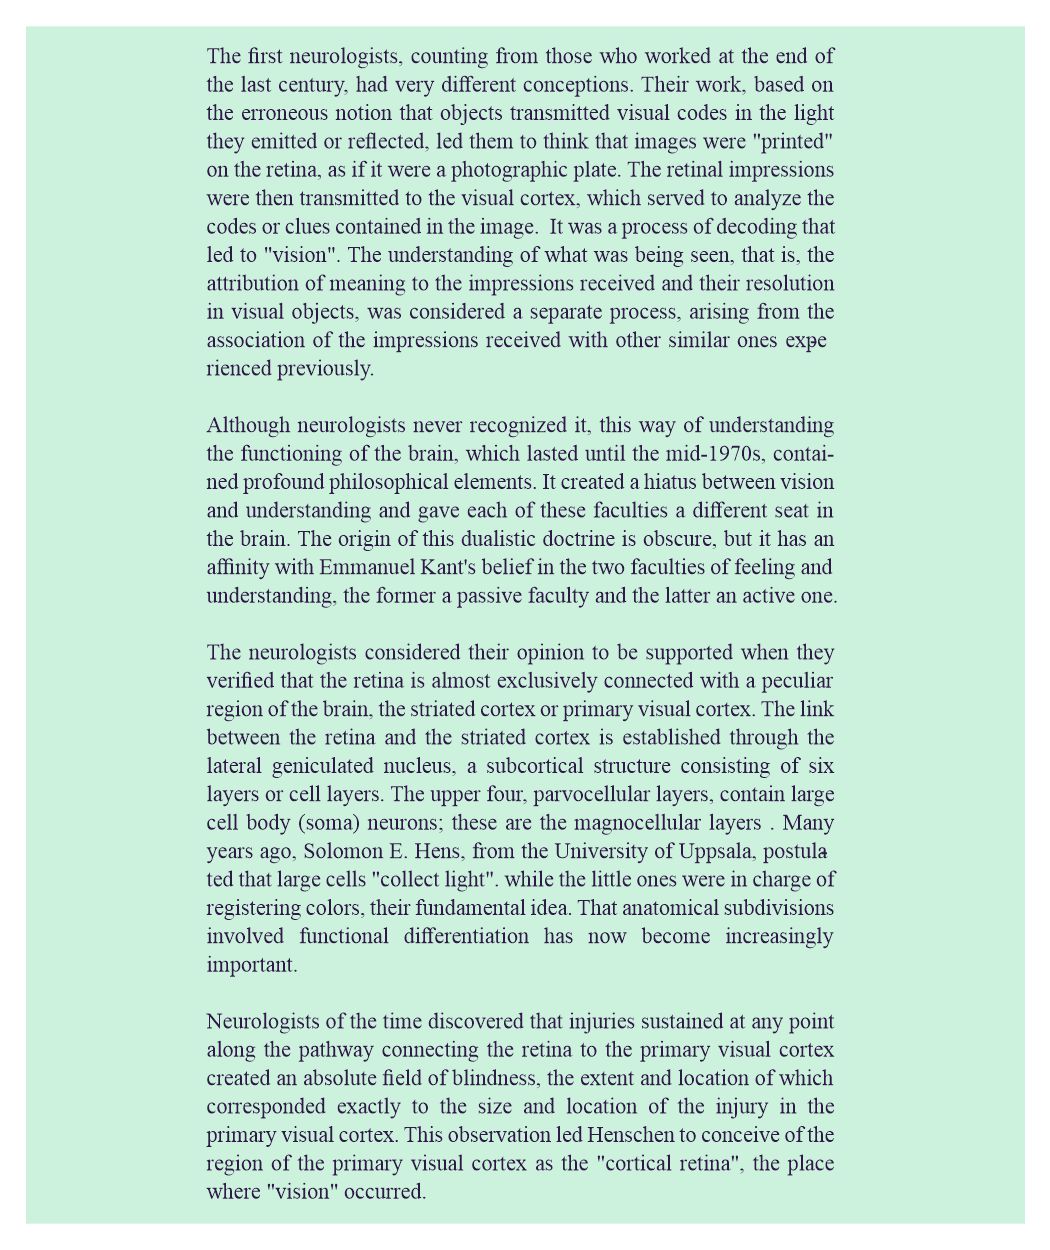 The first neurologists, counting from those who worked at the end of
the last century, had very different conceptions. Their work, based on
the erroneous notion that objects transmitted visual codes in the light
they emitted or reflected, led them to think that images were "printed"
on the retina, as if it were a photographic plate. The retinal impressions
were then transmitted to the visual cortex, which served to analyze the
codes or clues contained in the image.  It was a process of decoding that
led to "vision". The understanding of what was being seen, that is, the
attribution of meaning to the impressions received and their resolution
in visual objects, was considered a separate process, arising from the
association of the impressions received with other similar ones expe-
rienced previously.
Although neurologists never recognized it, this way of understanding
the functioning of the brain, which lasted until the mid-1970s, contai-
ned profound philosophical elements. It created a hiatus between vision
and understanding and gave each of these faculties a different seat in
the brain. The origin of this dualistic doctrine is obscure, but it has an
affinity with Emmanuel Kant's belief in the two faculties of feeling and
understanding, the former a passive faculty and the latter an active one.
The neurologists considered their opinion to be supported when they
verified that the retina is almost exclusively connected with a peculiar
region of the brain, the striated cortex or primary visual cortex. The link
between the retina and the striated cortex is established through the
lateral geniculated nucleus, a subcortical structure consisting of six
layers or cell layers. The upper four, parvocellular layers, contain large
cell body (soma) neurons; these are the magnocellular layers . Many
years ago, Solomon E. Hens, from the University of Uppsala, postula-
ted that large cells "collect light". while the little ones were in charge of
registering colors, their fundamental idea. That anatomical subdivisions
involved functional differentiation has now become increasingly
important.
Neurologists of the time discovered that injuries sustained at any point
along the pathway connecting the retina to the primary visual cortex
created an absolute field of blindness, the extent and location of which
corresponded exactly to the size and location of the injury in the
primary visual cortex. This observation led Henschen to conceive of the
region of the primary visual cortex as the "cortical retina", the place
where "vision" occurred.